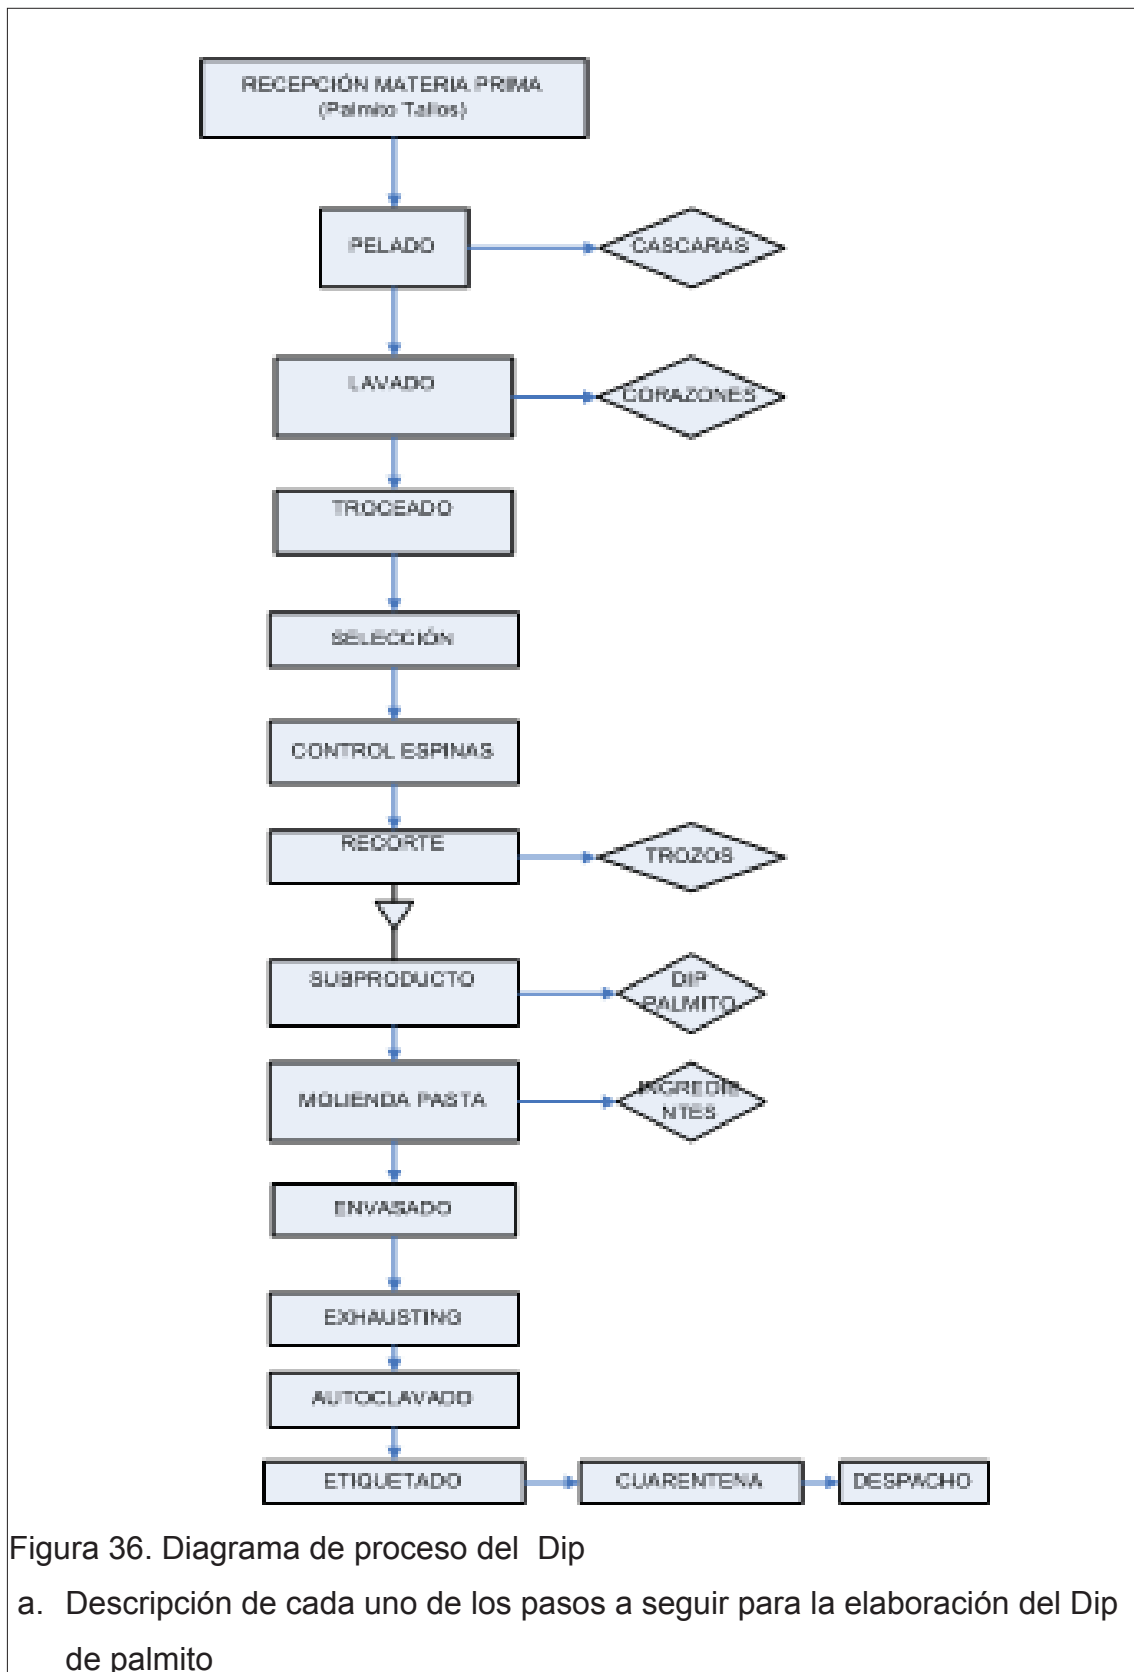 RECEPCIÓN MATERIA PRIMA
(Palmito Tallos)
PELADO
CASCARAS
LAVADO
CORAZONES
TROCEADO
SELECCIÓN
CONTROL ESPINAS
RECORTE
TROZOS
SUBPRODUCTO
DIP
PALMITO
MOLIENDA PASTA
INGREDIE
NTES
ENVASADO
EXHAUSTING
AUTOCLAVADO
ETIQUETADO
CUARENTENA
DESPACHO
Figura 36. Diagrama de proceso del  Dip
a. Descripción de cada uno de los pasos a seguir para la elaboración del Dip
de palmito